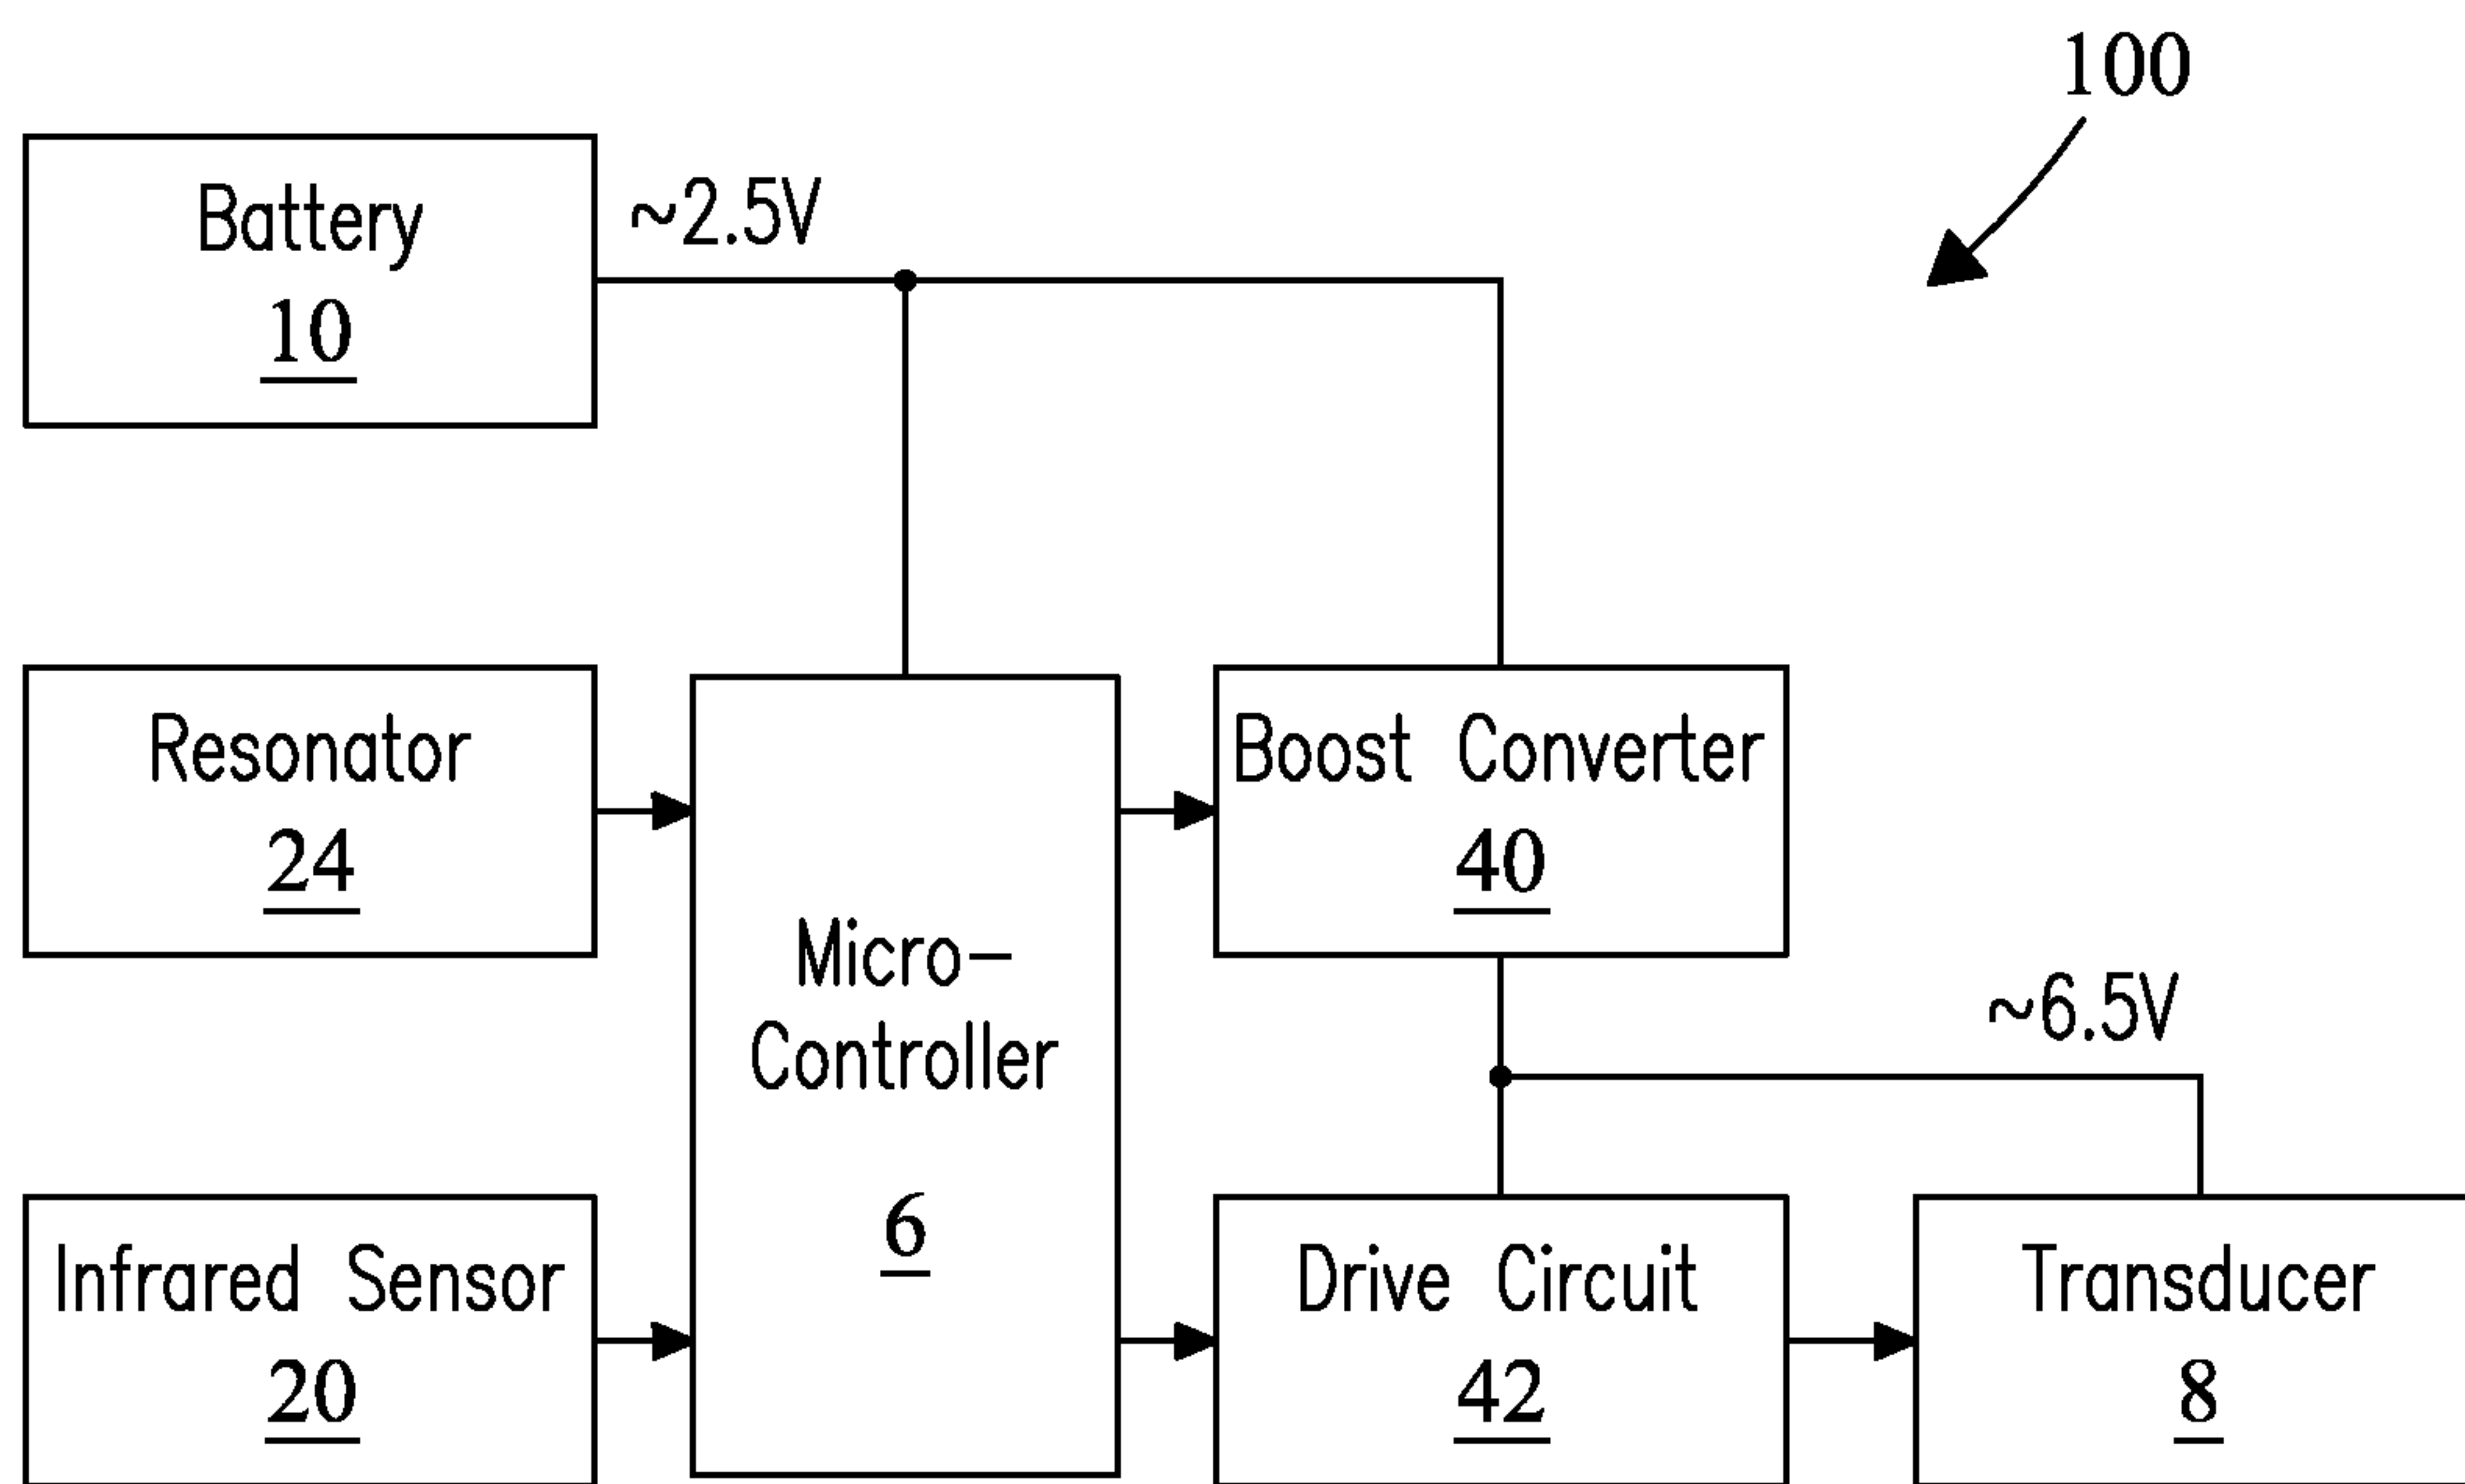 100
Battery
10
~2.5V
Resonator
24
Micro-
Controller
6
Boost Converter
40
~6.5V
Infrared Sensor
20
Drive Circuit
42
Transducer
8